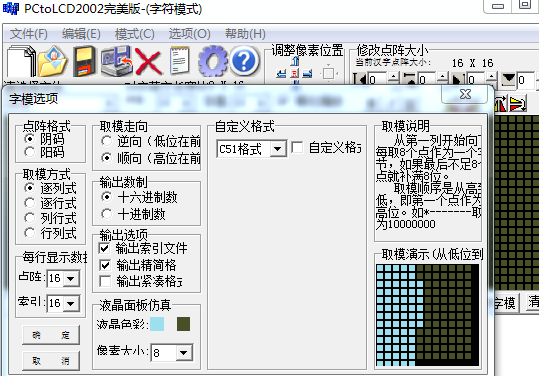 PCtoLCD2002完美版-(字符模式)
文件(F) 编辑(E) 模式(C) 选项(O) 帮助(H)
调整像素位置 修改点阵大小
当前汉字点阵大小: 16 X 16
0 0 0 0
字模选项
点阵格式
阴码
阳码
取模方式
逐列式
逐行式
列行式
行列式
每行显示数据
点阵: 16
索引: 16
确 定
取 消
取模走向
逆向(低位在前
顺向(高位在前
输出数制
十六进制数
十进制数
输出选项
输出索引文件
输出精简格
输出紧凑格式
液晶面板仿真
液晶色彩:
像素大小: 8
自定义格式
C51格式 自定义格式
取模说明
从第一列开始向下
每取8个点作为一个字
节,如果最后不足8个
点就补满8位。
取模顺序是从高到
低,即第一个点作为最
高位。如*-------取
为10000000
取模演示(从低位到
字模 清